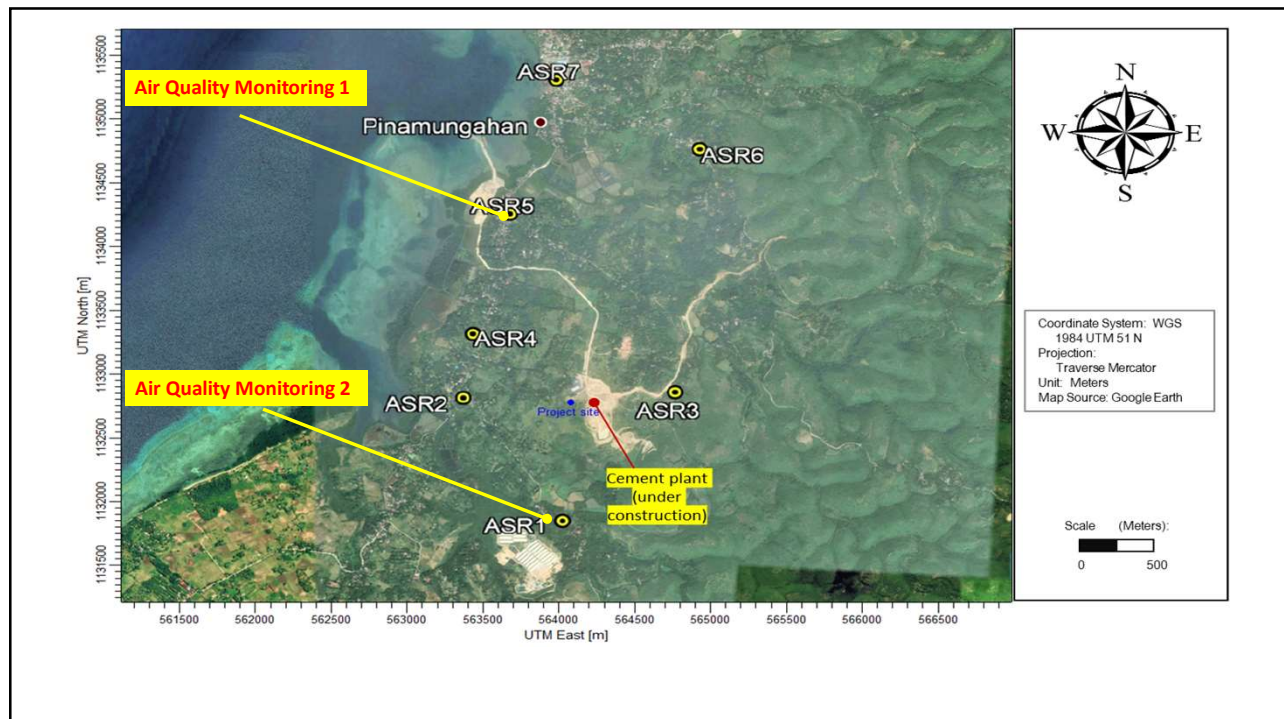 Air Quality Monitoring 1
ASR7
Pinamungahan
ASR6
ASR5
ASR4
Air Quality Monitoring 2
ASR2
Project site
ASR3
Cement plant
(under
construction)
ASR1
UTM North [m]
1135500
1135000
1134500
1134000
1133500
1133000
1132500
1132000
1131500
561500
562000
562500
563000
563500
564000
564500
565000
565500
566000
566500
UTM East [m]
N
W
E
S
Coordinate System: WGS
1984 UTM 51 N
Projection:
Traverse Mercator
Unit: Meters
Map Source: Google Earth
Scale (Meters):
0 500